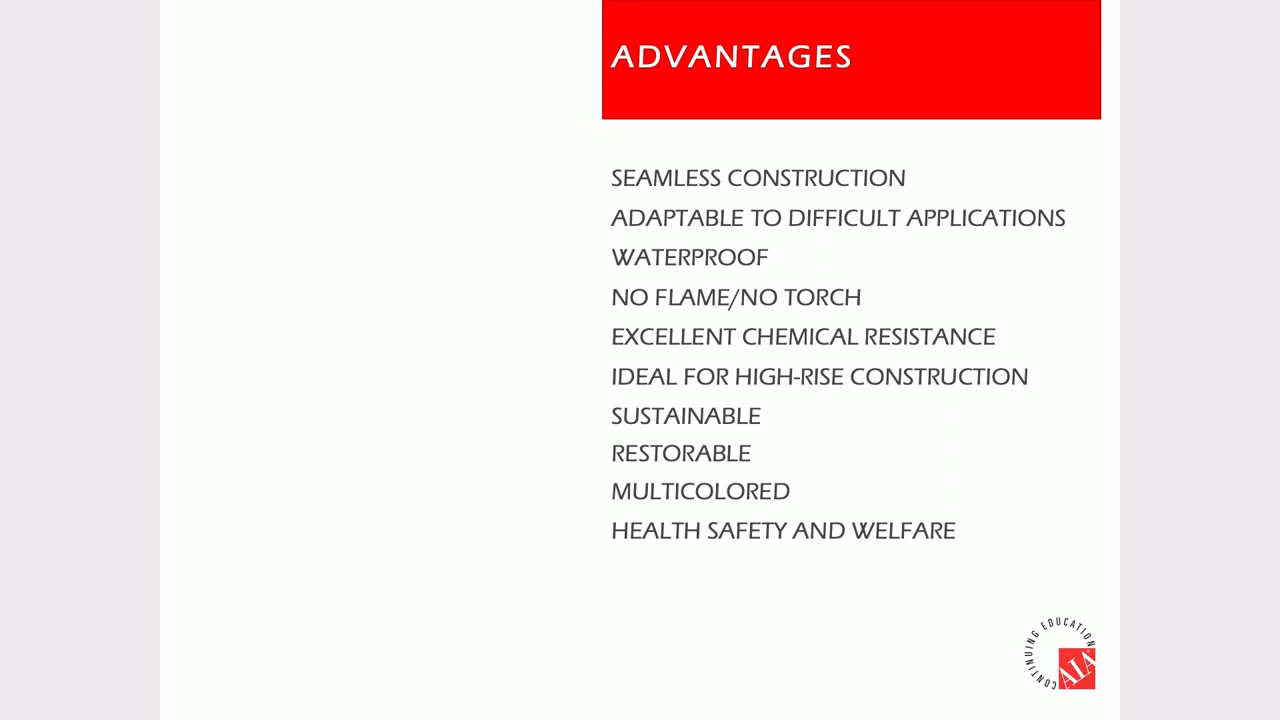 ADVANTAGES
SEAMLESS CONSTRUCTION
ADAPTABLE TO DIFFICULT APPLICATIONS
WATERPROOF
NO FLAME/NO TORCH
EXCELLENT CHEMICAL RESISTANCE
IDEAL FOR HIGH-RISE CONSTRUCTION
SUSTAINABLE
RESTORABLE
MULTICOLORED
HEALTH SAFETY AND WELFARE
CONTINUING EDUCATION
AIA